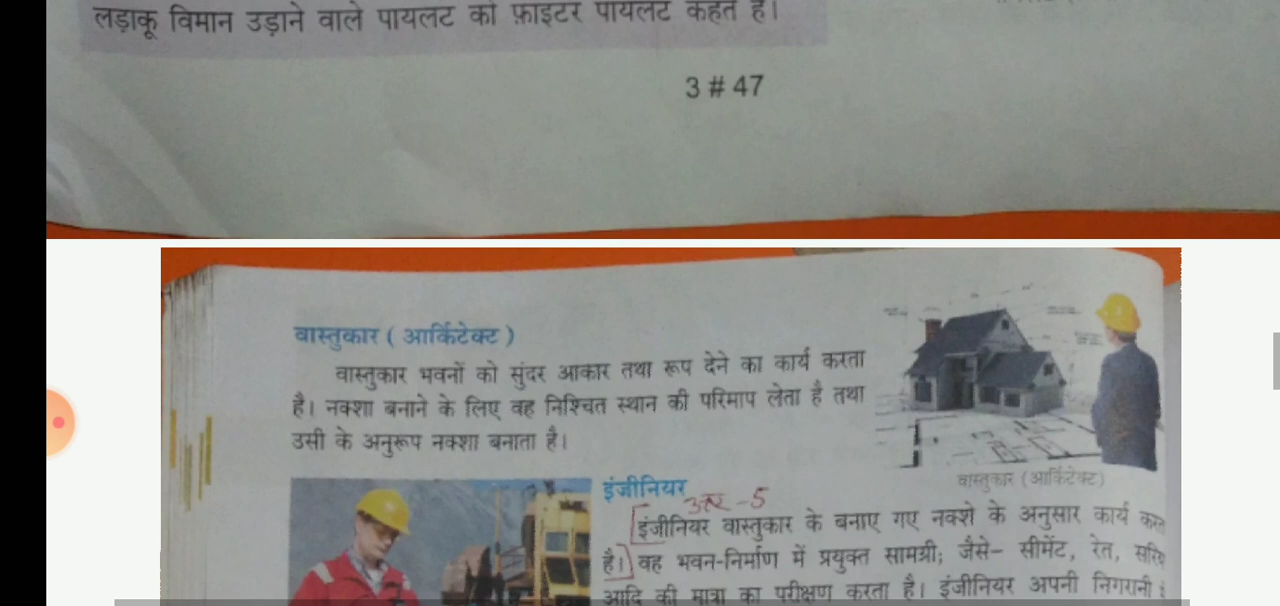 लड़ाकू विमान उड़ाने वाले पायलट को फ़ाइटर पायलट कहते हैं।
3 # 47
वास्तुकार ( आर्किटेक्ट )
वास्तुकार भवनों को सुंदर आकार तथा रूप देने का कार्य करता
है। नक्शा बनाने के लिए वह निश्चित स्थान की परिमाप लेता है तथा
उसी के अनुरूप नक्शा बनाता है।
वास्तुकार (आर्किटेक्ट)
इंजीनियर
उत्तर -5
इंजीनियर वास्तुकार के बनाए गए नक्शे के अनुसार कार्य करत
है। वह भवन-निर्माण में प्रयुक्त सामग्री; जैसे- सीमेंट, रेत, सरिय
आदि की मात्रा का परीक्षण करता है। इंजीनियर अपनी निगरानी